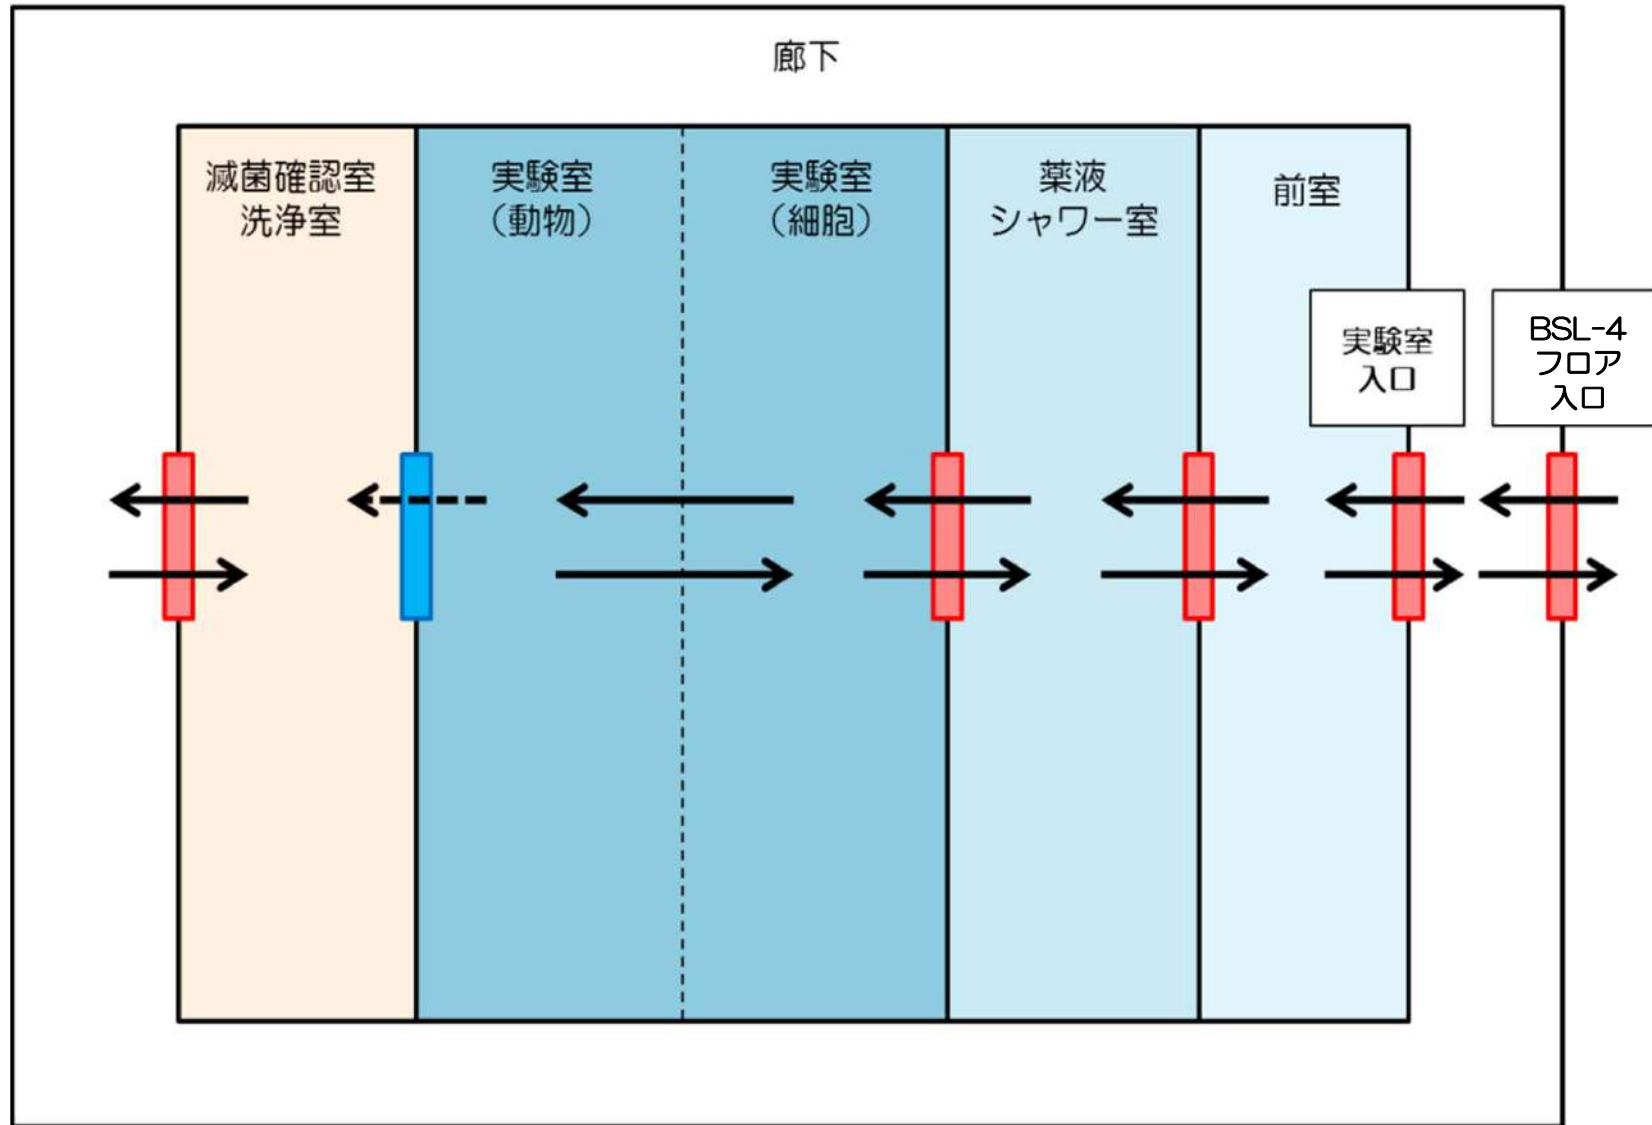 廊下
滅菌確認室
洗浄室
実験室
（動物）
実験室
（細胞）
薬液
シャワー室
前室
実験室
入口
BSL-4
フロア
入口